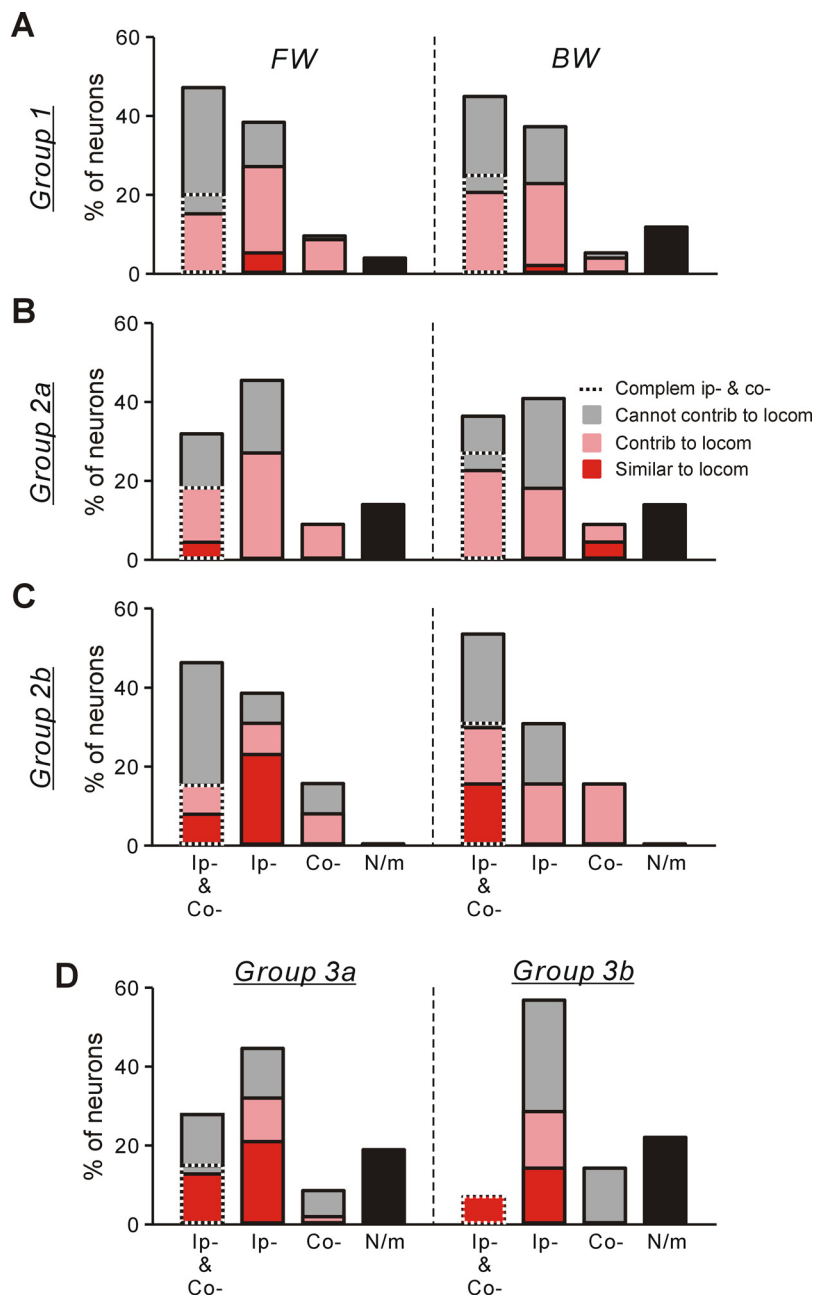 A
60
40
20
0
% of neurons
Group 1
FW
BW
B
60
40
20
0
% of neurons
Group 2a
Complem ip- & co-
Cannot contrib to locom
Contrib to locom
Similar to locom
C
60
40
20
0
% of neurons
Group 2b
Ip-
&
Co-
Ip-
Co-
N/m
Ip-
&
Co-
Ip-
Co-
N/m
D
Group 3a
Group 3b
60
40
20
0
% of neurons
Ip-
&
Co-
Ip-
Co-
N/m
Ip-
&
Co-
Ip-
Co-
N/m